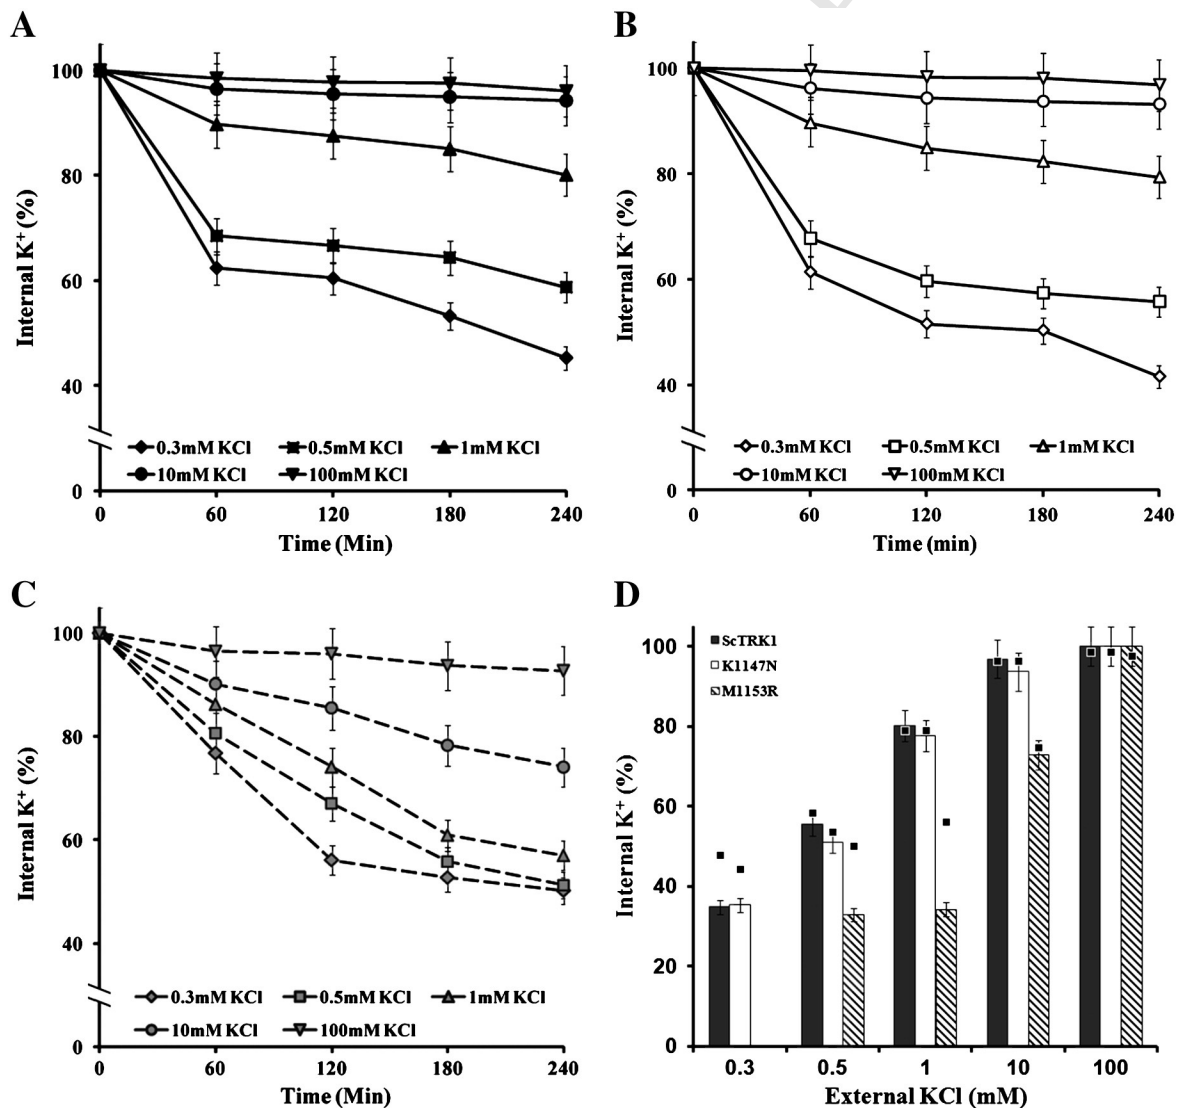 A
Internal K+ (%)
100
80
60
40
0
0.3mM KCl 0.5mM KCl 1mM KCl
10mM KCl 100mM KCl
0 60 120 180 240
Time (Min)
B
Internal K+ (%)
100
80
60
40
0
0.3mM KCl 0.5mM KCl 1mM KCl
10mM KCl 100mM KCl
0 60 120 180 240
Time (min)
C
Internal K+ (%)
100
80
60
40
0
0.3mM KCl 0.5mM KCl 1mM KCl
10mM KCl 100mM KCl
0 60 120 180 240
Time (Min)
D
Internal K+ (%)
100
80
60
40
20
0
ScTRK1
K1147N
M1153R
0.3 0.5 1 10 100
External KCl (mM)